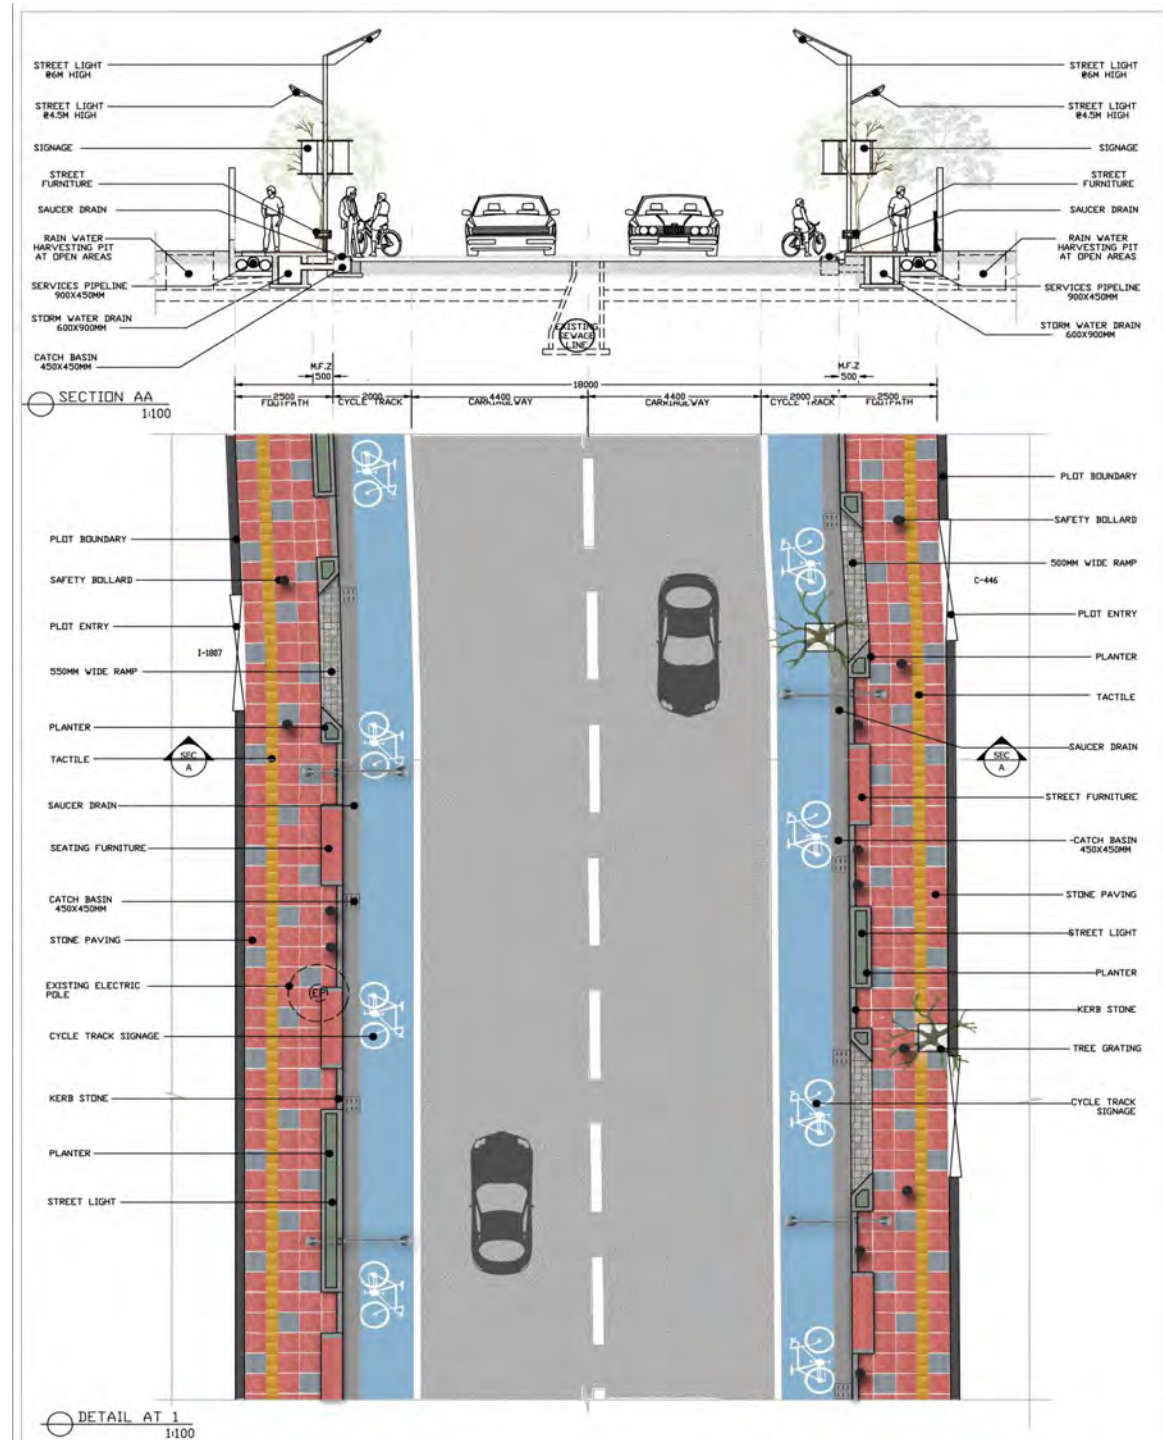 STREET LIGHT
@6M HIGH
STREET LIGHT
@4.5M HIGH
SIGNAGE
STREET
FURNITURE
SAUCER DRAIN
RAIN WATER
HARVESTING PIT
AT OPEN AREAS
SERVICES PIPELINE
900X450MM
STORM WATER DRAIN
600X900MM
CATCH BASIN
450X450MM
STREET LIGHT
@6M HIGH
STREET LIGHT
@4.5M HIGH
SIGNAGE
STREET
FURNITURE
SAUCER DRAIN
RAIN WATER
HARVESTING PIT
AT OPEN AREAS
SERVICES PIPELINE
900X450MM
STORM WATER DRAIN
600X900MM
EXISTING
SEWAGE
LINE
M.F.Z
500
M.F.Z
500
18000
2500 2000 4400 4400 2000 2500
FOOTPATH CYCLE TRACK CARRIAGEWAY CARRIAGEWAY CYCLE TRACK FOOTPATH
SECTION AA
1:100
PLOT BOUNDARY
SAFETY BOLLARD
PLOT ENTRY
I-1807
550MM WIDE RAMP
PLANTER
TACTILE
SEC
A
SAUCER DRAIN
SEATING FURNITURE
CATCH BASIN
450X450MM
STONE PAVING
EXISTING ELECTRIC
POLE
EP
CYCLE TRACK SIGNAGE
KERB STONE
PLANTER
STREET LIGHT
PLOT BOUNDARY
SAFETY BOLLARD
500MM WIDE RAMP
C-446
PLOT ENTRY
PLANTER
TACTILE
SAUCER DRAIN
SEC
A
STREET FURNITURE
CATCH BASIN
450X450MM
STONE PAVING
STREET LIGHT
PLANTER
KERB STONE
TREE GRATING
CYCLE TRACK
SIGNAGE
DETAIL AT 1
1:100